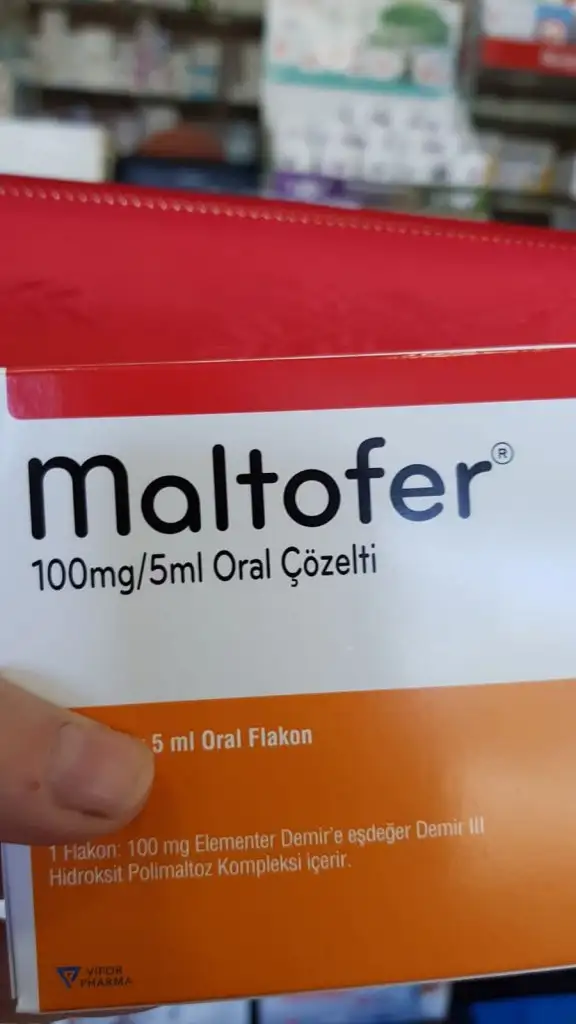 maltofer®
100mg/5ml Oral Çözelti
5 ml Oral Flakon
1 Flakon: 100 mg Elementer Demir'e eşdeğer Demir III
Hidroksit Polimaltoz Kompleksi içerir.
VIFOR
PHARMA